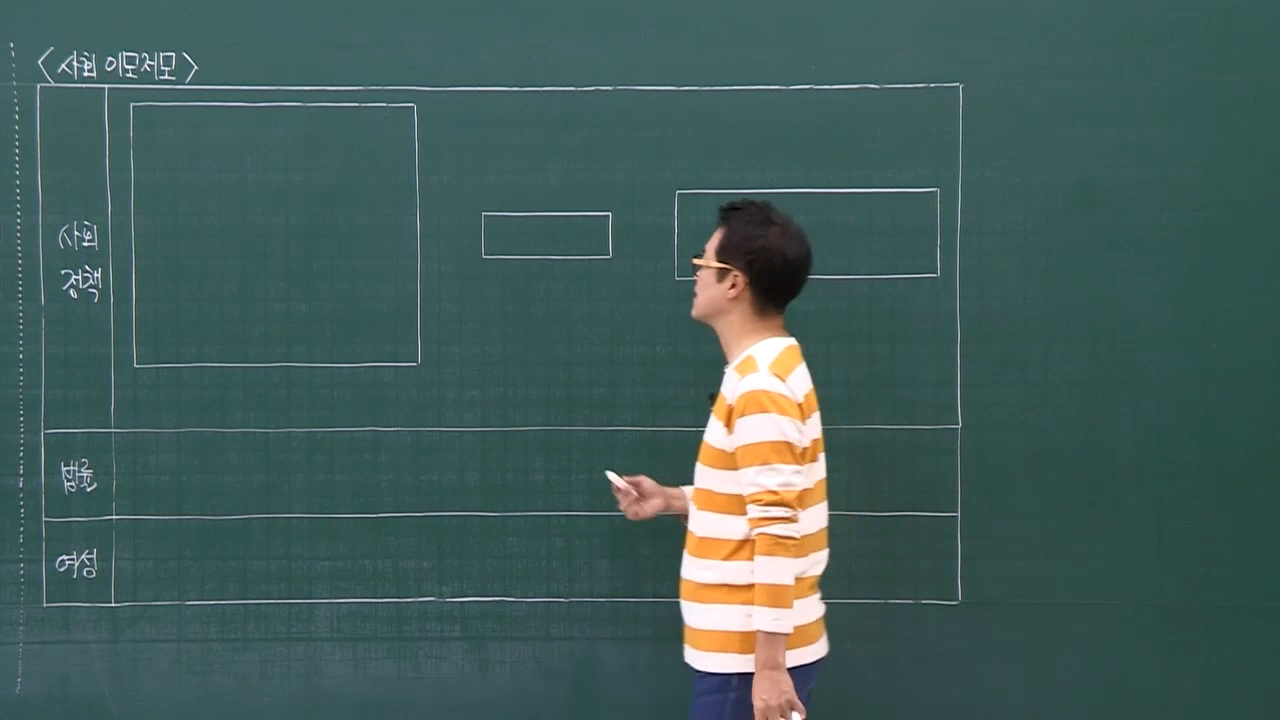 <사회 이모저모>
사회
정책
법률
여성